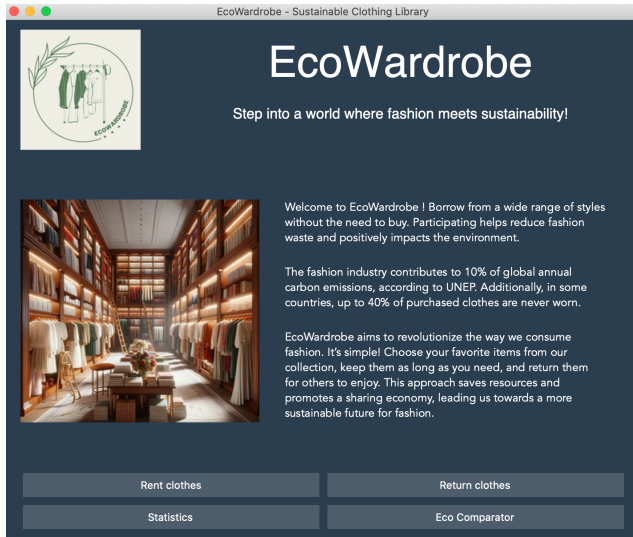 EcoWardrobe - Sustainable Clothing Library
ECOWARDROBE
EcoWardrobe
Step into a world where fashion meets sustainability!
Welcome to EcoWardrobe ! Borrow from a wide range of styles
without the need to buy. Participating helps reduce fashion
waste and positively impacts the environment.
The fashion industry contributes to 10% of global annual
carbon emissions, according to UNEP. Additionally, in some
countries, up to 40% of purchased clothes are never worn.
EcoWardrobe aims to revolutionize the way we consume
fashion. It's simple! Choose your favorite items from our
collection, keep them as long as you need, and return them
for others to enjoy. This approach saves resources and
promotes a sharing economy, leading us towards a more
sustainable future for fashion.
Rent clothes
Return clothes
Statistics
Eco Comparator